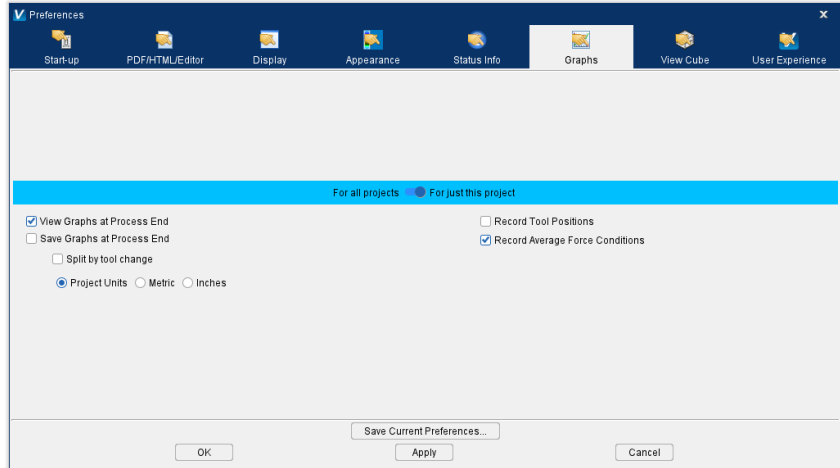 Preferences
Start-up PDF/HTML/Editor Display Appearance Status Info Graphs View Cube User Experience
For all projects For just this project
View Graphs at Process End Record Tool Positions
Save Graphs at Process End Record Average Force Conditions
Split by tool change
Project Units Metric Inches
Save Current Preferences...
OK Apply Cancel